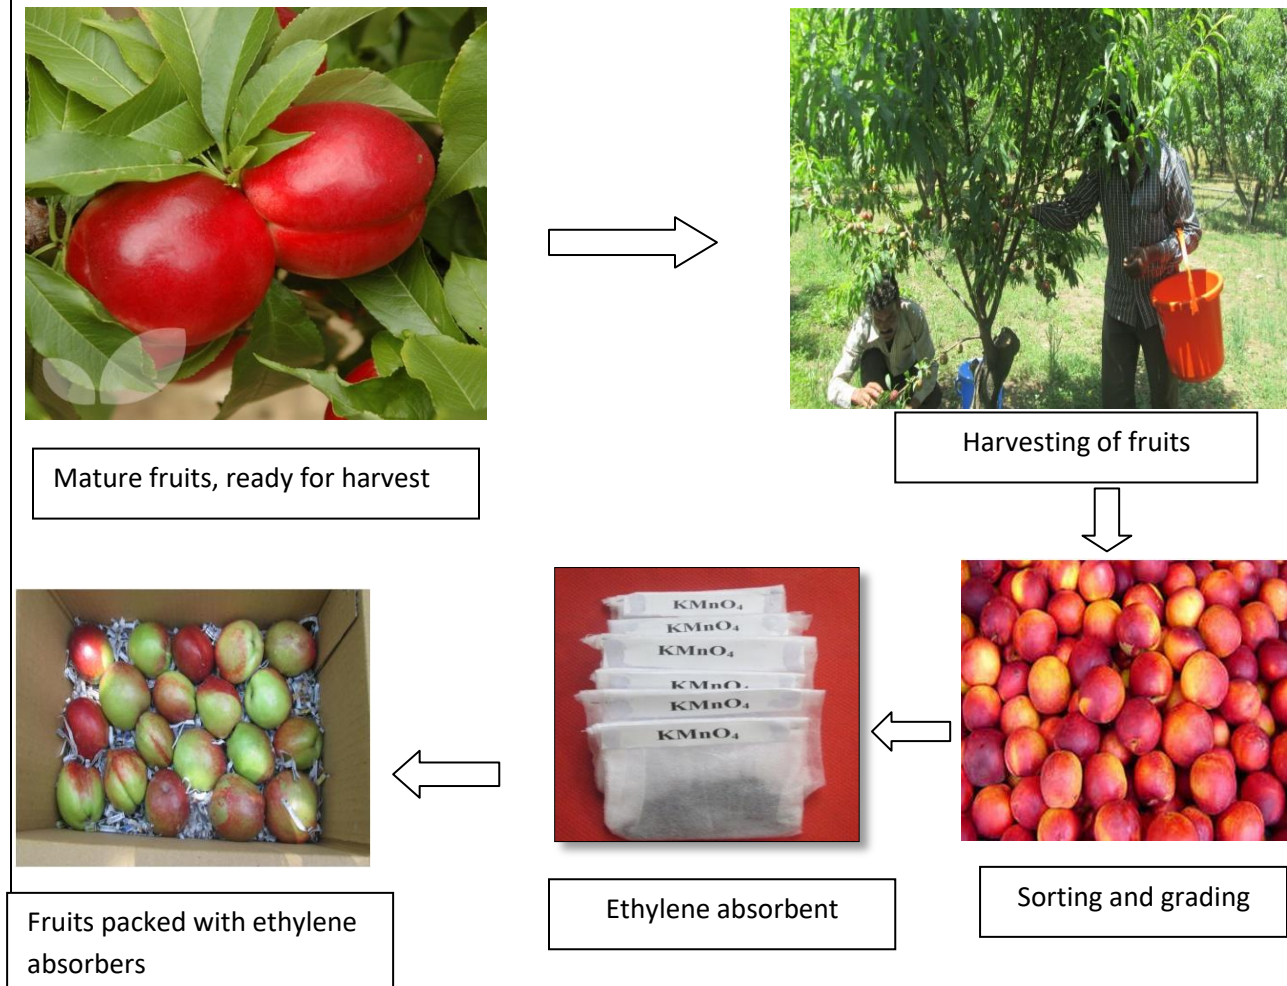 Mature fruits, ready for harvest
Harvesting of fruits
KMnO₄
KMnO₄
KMnO₄
KMnO₄
KMnO₄
KMnO₄
Sorting and grading
Ethylene absorbent
Fruits packed with ethylene
absorbers